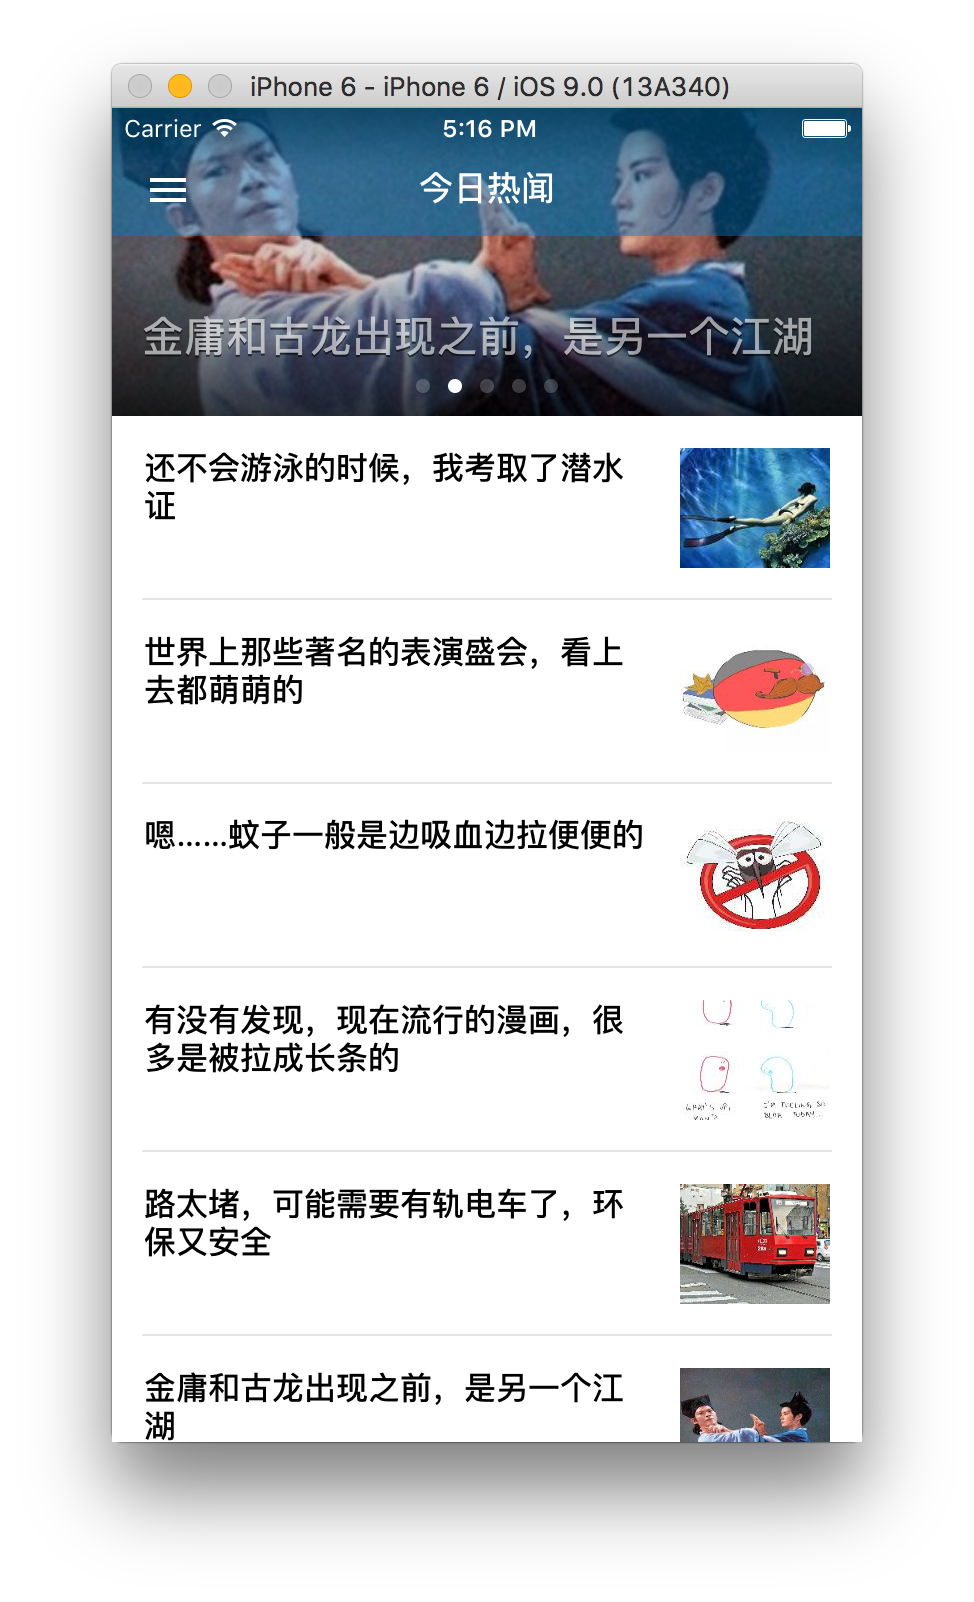 iPhone 6 - iPhone 6 / iOS 9.0 (13A340)
Carrier 5:16 PM
今日热闻
金庸和古龙出现之前，是另一个江湖
还不会游泳的时候，我考取了潜水
证
世界上那些著名的表演盛会，看上
去都萌萌的
嗯……蚊子一般是边吸血边拉便便的
有没有发现，现在流行的漫画，很
多是被拉成长条的
WHAT'S UP,
I'M FEELING SO
BLUE TODAY...
路太堵，可能需要有轨电车了，环
保又安全
金庸和古龙出现之前，是另一个江
湖